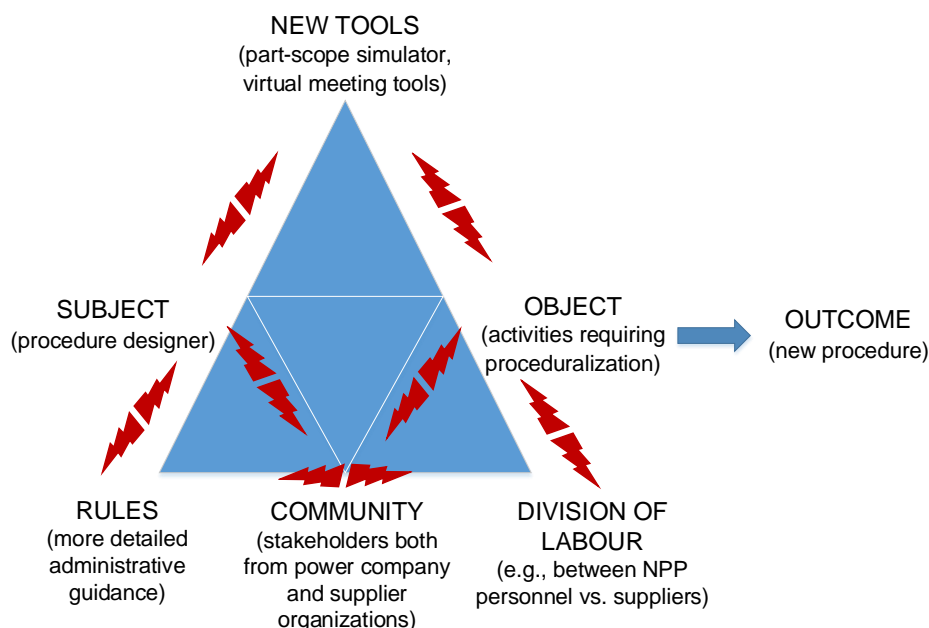 NEW TOOLS
(part-scope simulator,
virtual meeting tools)
SUBJECT
(procedure designer)
OBJECT
(activities requiring
proceduralization)
OUTCOME
(new procedure)
RULES
(more detailed
administrative
guidance)
COMMUNITY
(stakeholders both
from power company
and supplier
organizations)
DIVISION OF
LABOUR
(e.g., between NPP
personnel vs. suppliers)